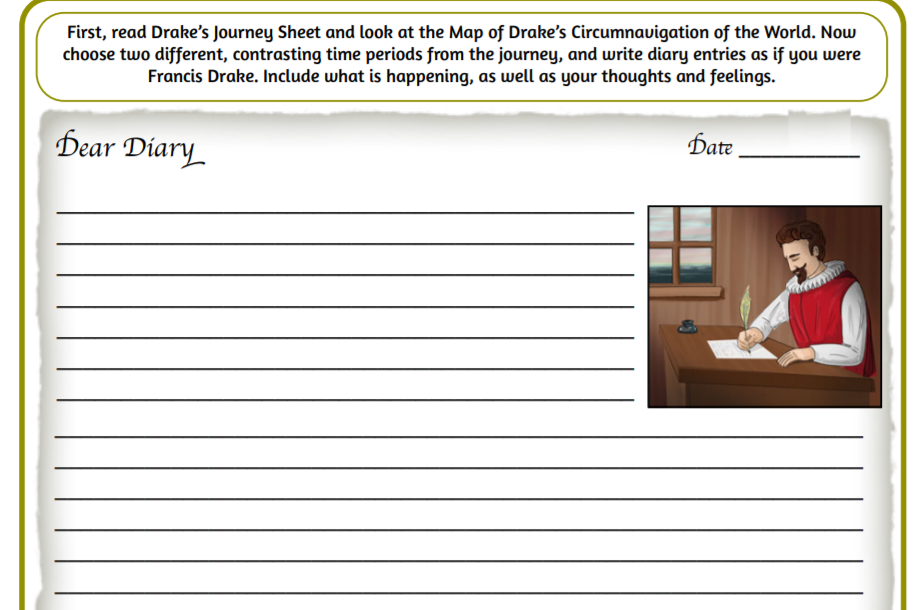 First, read Drake's Journey Sheet and look at the Map of Drake's Circumnavigation of the World. Now
choose two different, contrasting time periods from the journey, and write diary entries as if you were
Francis Drake. Include what is happening, as well as your thoughts and feelings.
Dear Diary
Date ___________